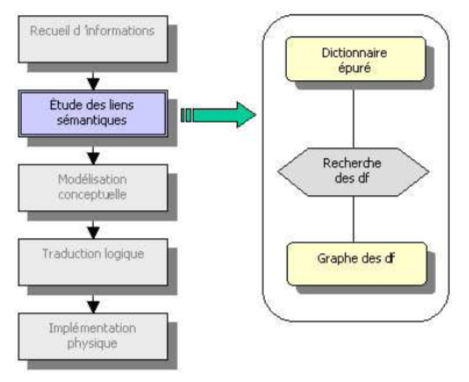 Recueil d 'informations
Étude des liens
sémantiques
Modélisation
conceptuelle
Traduction logique
Implémentation
physique
Dictionnaire
épuré
Recherche
des df
Graphe des df